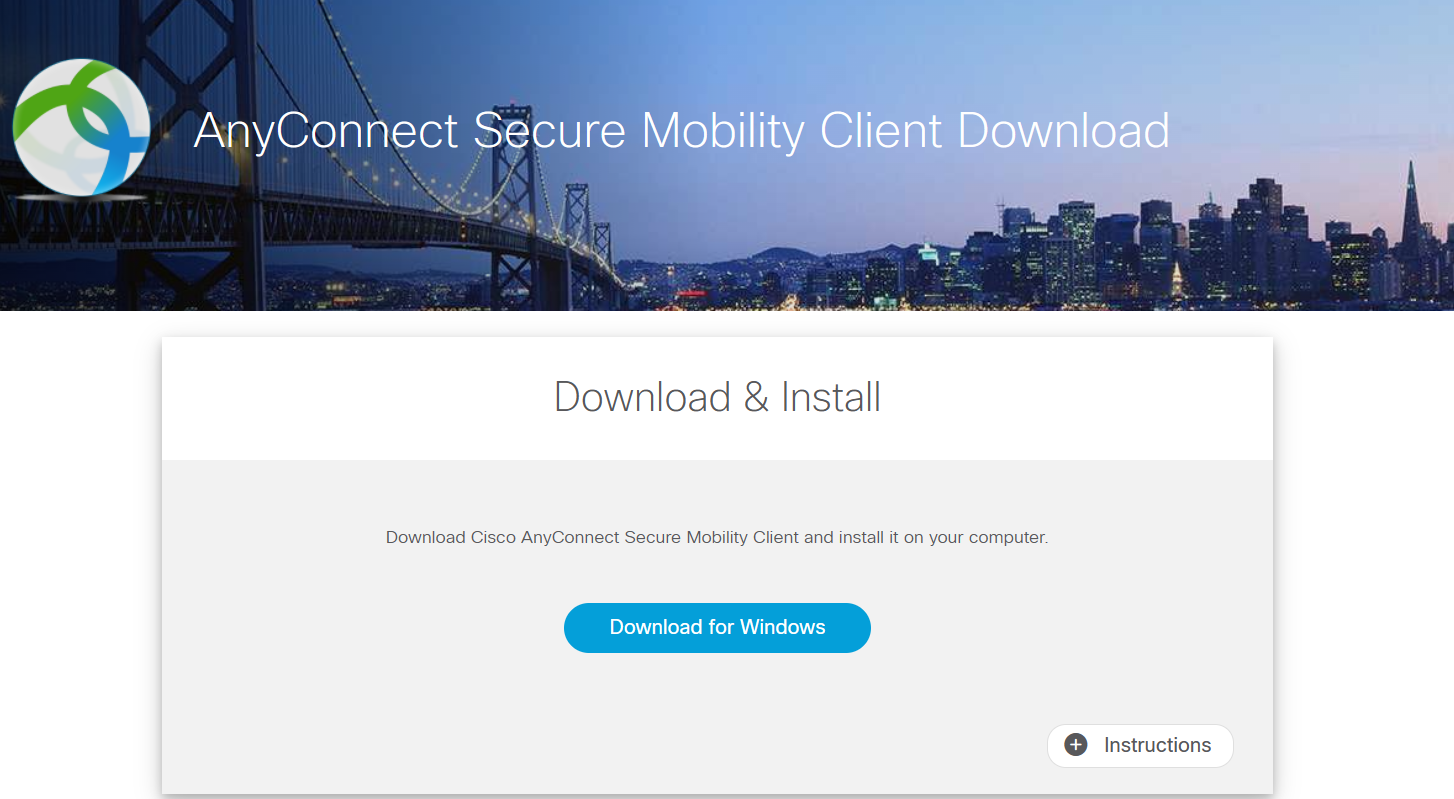 AnyConnect Secure Mobility Client Download
Download & Install
Download Cisco AnyConnect Secure Mobility Client and install it on your computer.
Download for Windows
Instructions